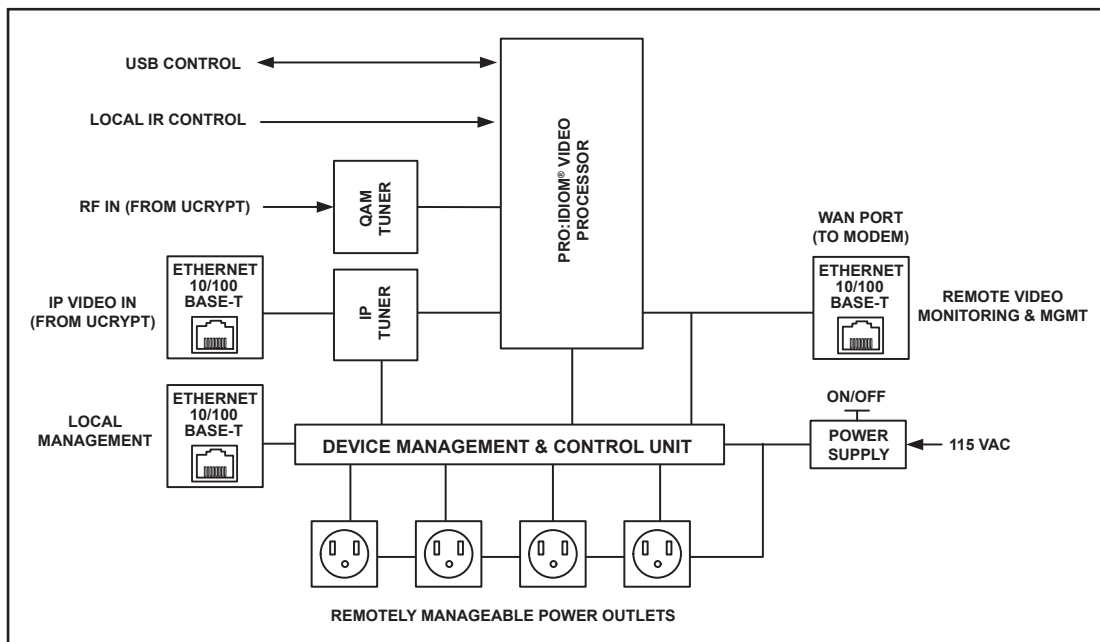 USB CONTROL
LOCAL IR CONTROL
RF IN (FROM UCRYPT)
QAM
TUNER
PRO:IDIOM® VIDEO
PROCESSOR
WAN PORT
(TO MODEM)
ETHERNET
10/100
BASE-T
IP VIDEO IN
(FROM UCRYPT)
IP
TUNER
ETHERNET
10/100
BASE-T
REMOTE VIDEO
MONITORING & MGMT
LOCAL
MANAGEMENT
ETHERNET
10/100
BASE-T
DEVICE MANAGEMENT & CONTROL UNIT
ON/OFF
POWER
SUPPLY
115 VAC
REMOTELY MANAGEABLE POWER OUTLETS